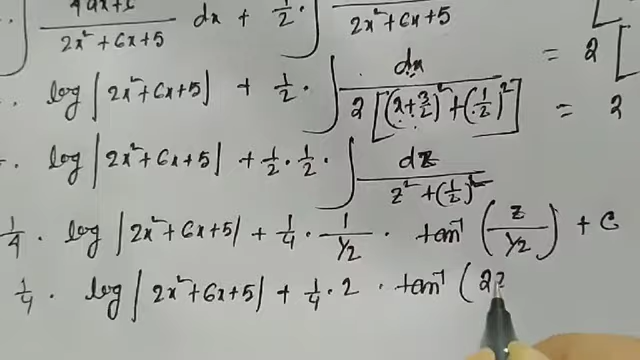 4x+6 / 2x²+6x+5 dx + 1/2 · ∫ / 2x²+6x+5
log |2x²+6x+5| + 1/2 · ∫ dx / 2[(x+3/2)²+(1/2)²] = 2[
= 2
log |2x²+6x+5| + 1/2 · 1/2 · ∫ dz / z²+(1/2)²
1/4 · log |2x²+6x+5| + 1/4 · 1/(1/2) · tan⁻¹ (z / 1/2) + C
1/4 · log |2x²+6x+5| + 1/4 · 2 · tan⁻¹ (2